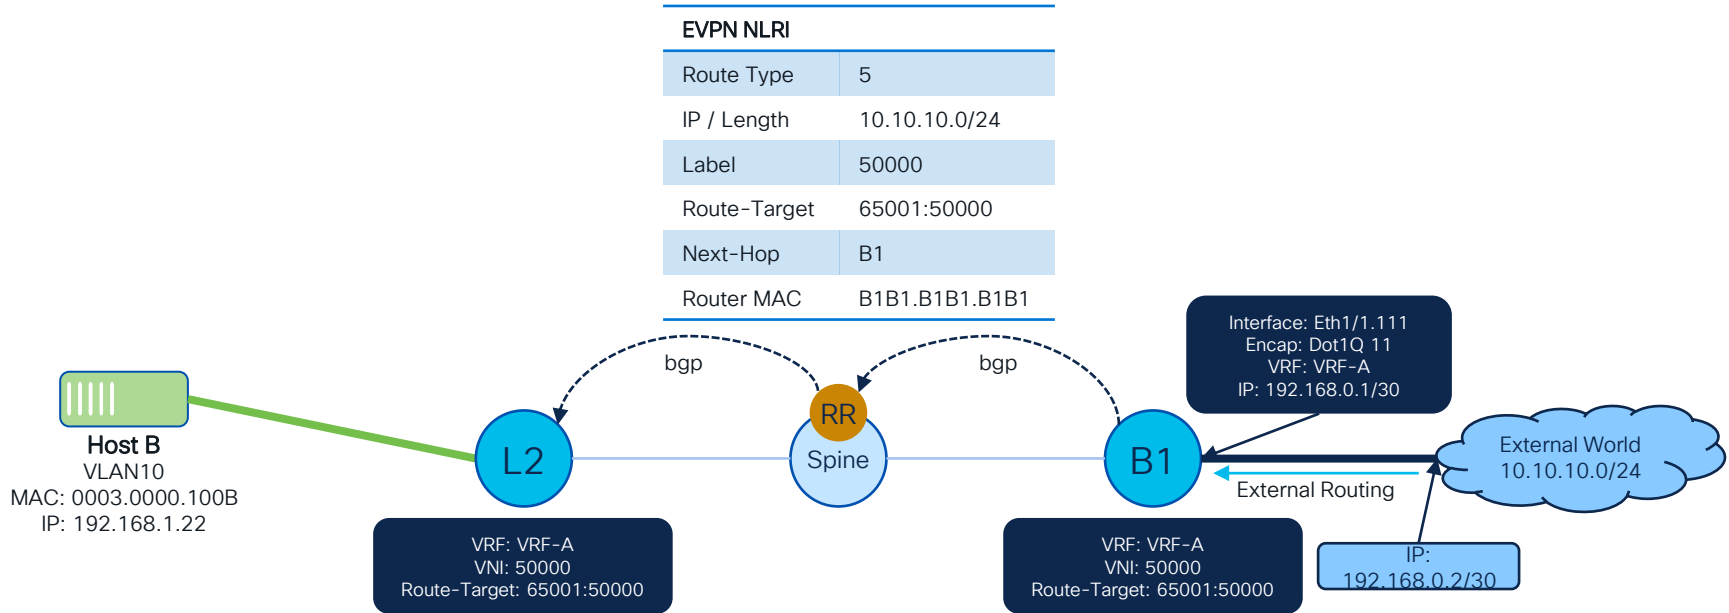 EVPN NLRI
Route Type 5
IP / Length 10.10.10.0/24
Label 50000
Route-Target 65001:50000
Next-Hop B1
Router MAC B1B1.B1B1.B1B1
bgp
bgp
Interface: Eth1/1.111
Encap: Dot1Q 11
VRF: VRF-A
IP: 192.168.0.1/30
Host B
VLAN10
MAC: 0003.0000.100B
IP: 192.168.1.22
L2
RR
Spine
B1
External Routing
External World
10.10.10.0/24
VRF: VRF-A
VNI: 50000
Route-Target: 65001:50000
VRF: VRF-A
VNI: 50000
Route-Target: 65001:50000
IP:
192.168.0.2/30